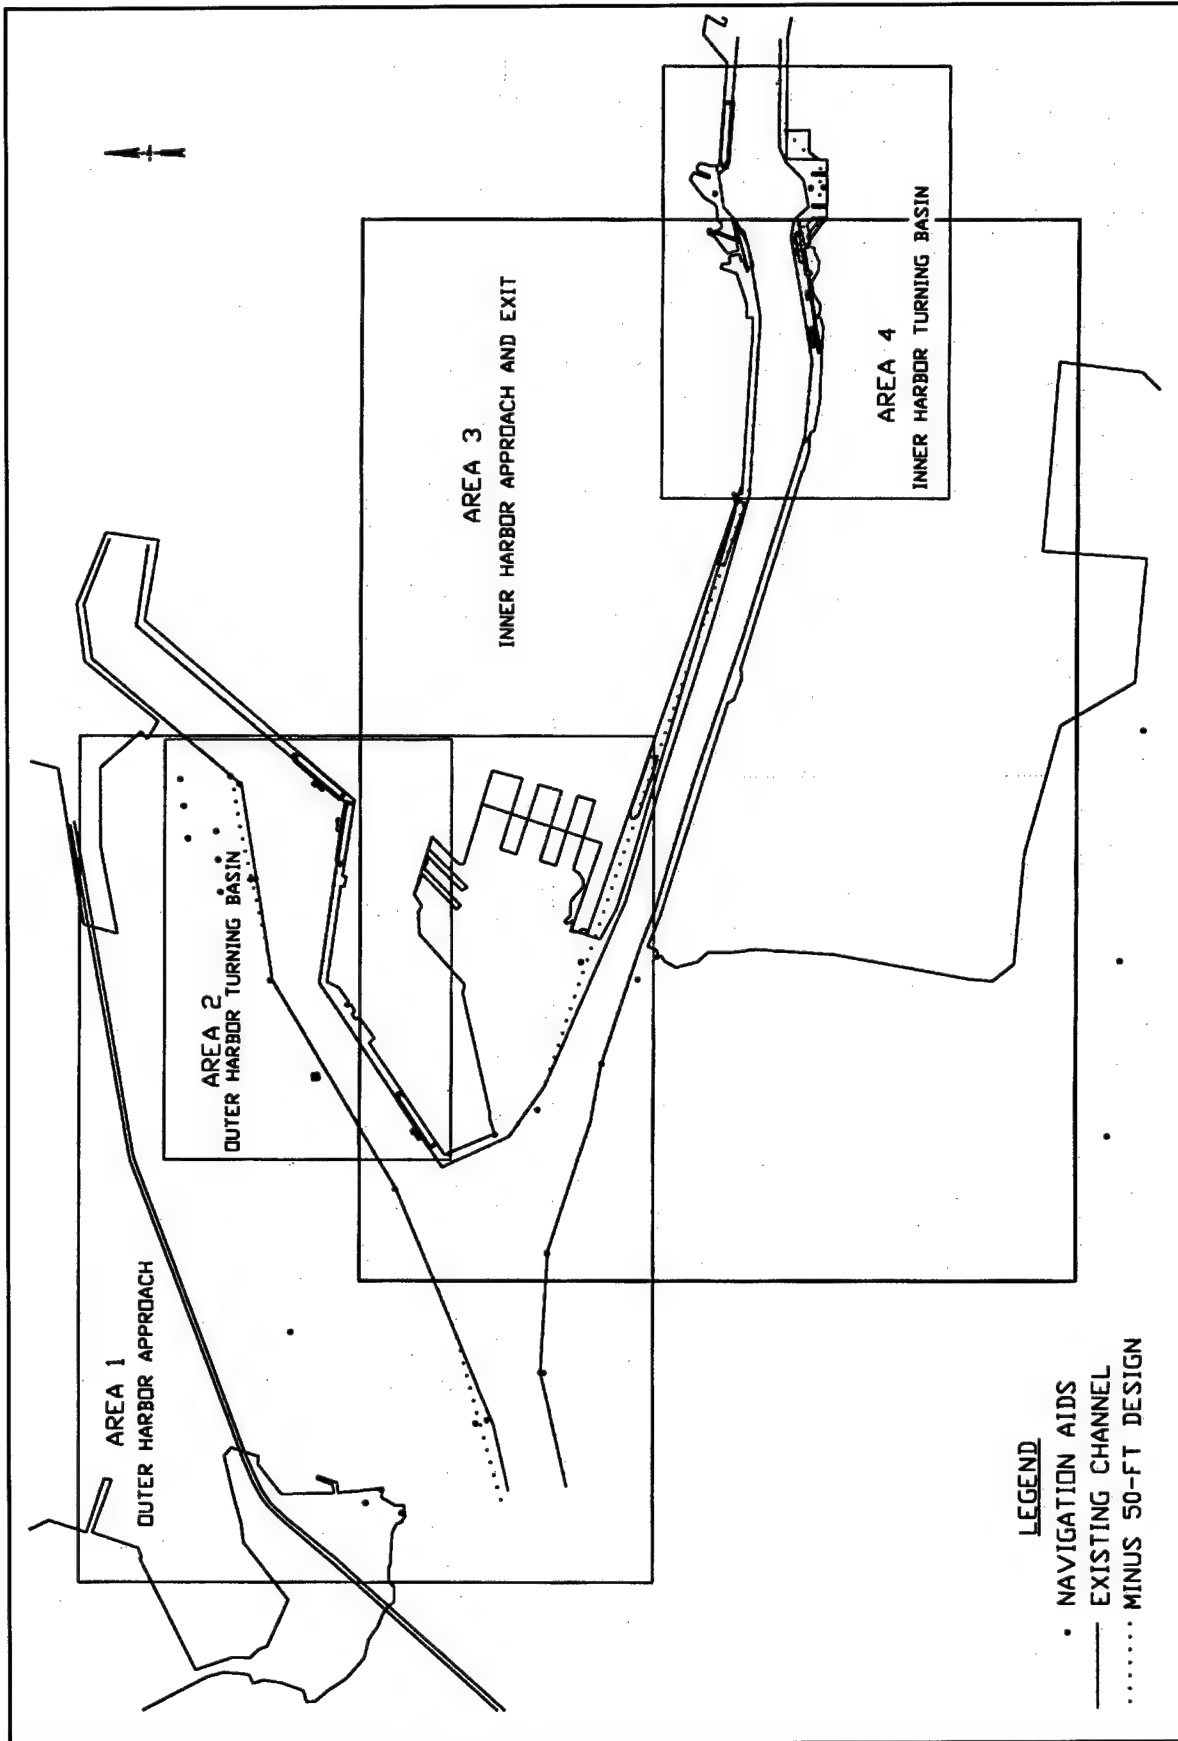 AREA 1
OUTER HARBOR APPROACH
AREA 2
OUTER HARBOR TURNING BASIN
AREA 3
INNER HARBOR APPROACH AND EXIT
AREA 4
INNER HARBOR TURNING BASIN
LEGEND
NAVIGATION AIDS
EXISTING CHANNEL
MINUS 50-FT DESIGN